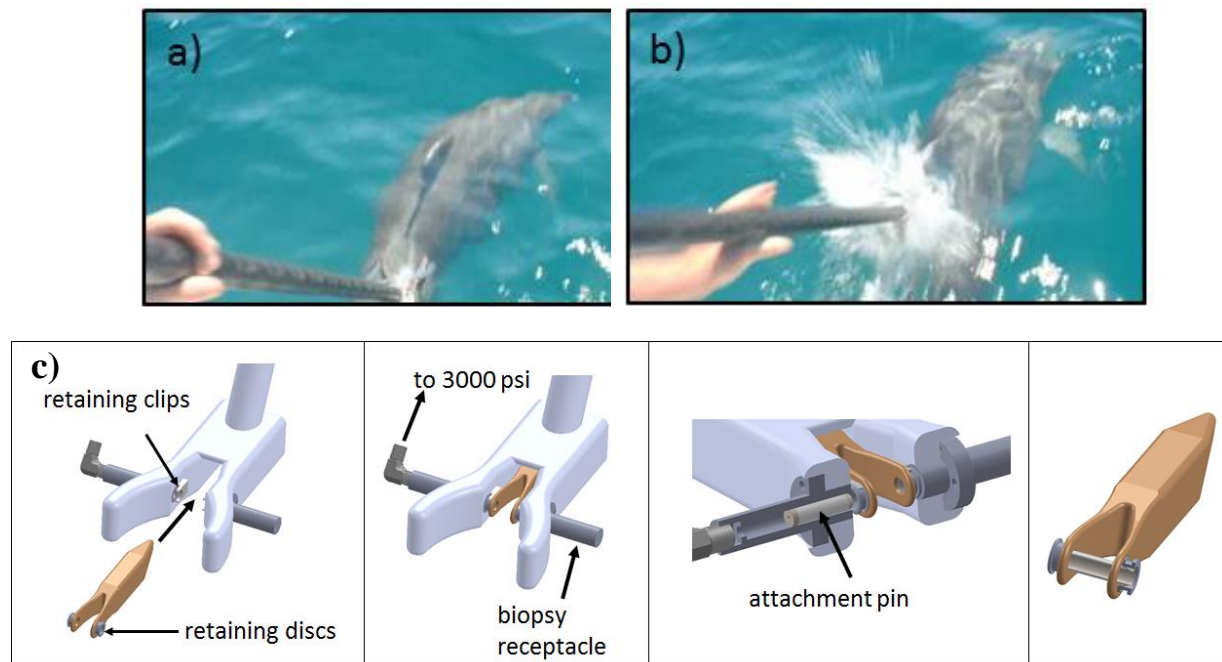 a)
b)
c)
retaining clips
retaining discs
to 3000 psi
biopsy
receptacle
attachment pin